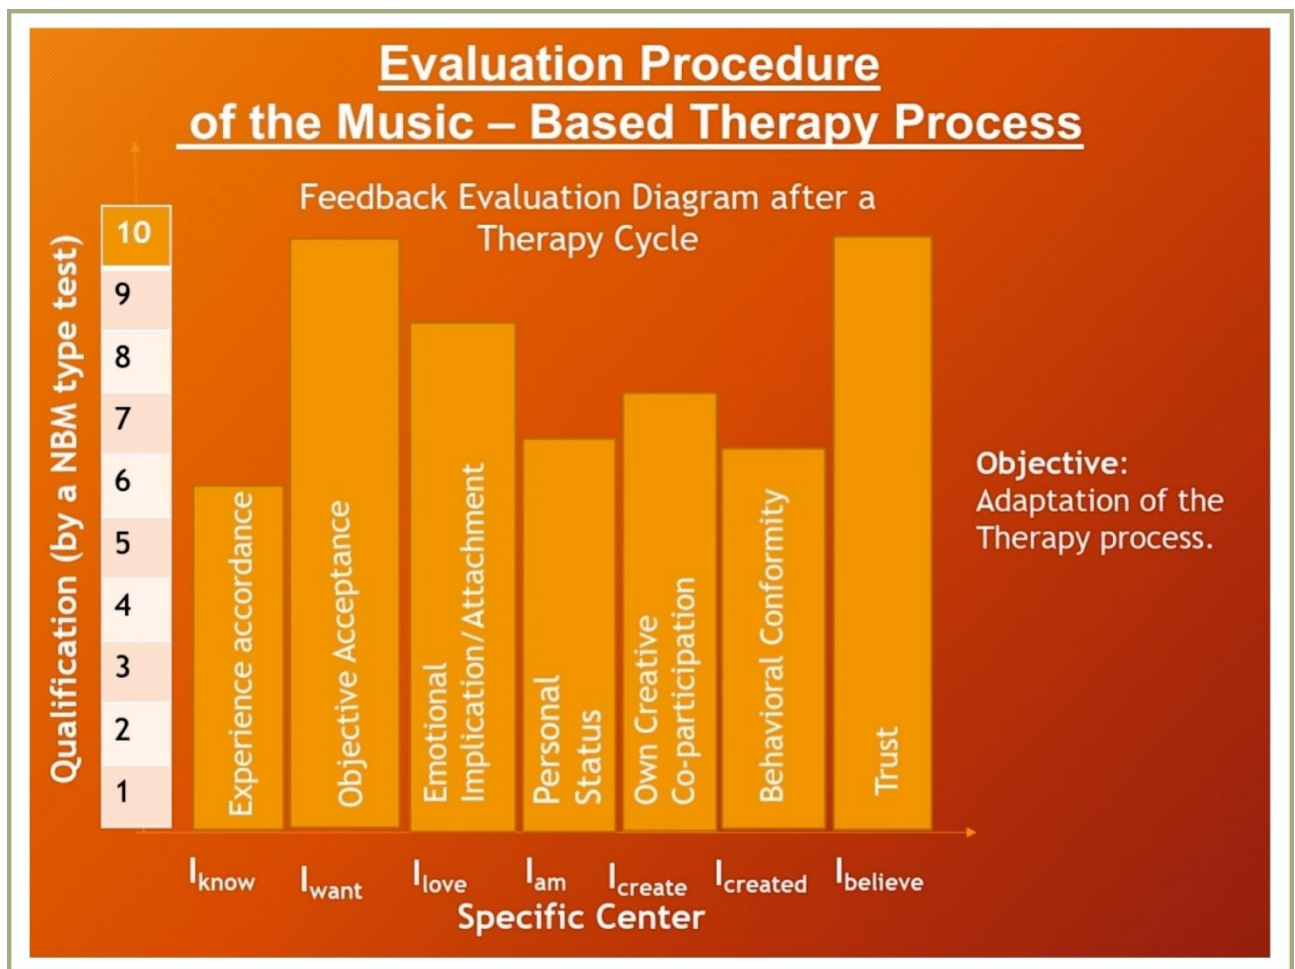 Evaluation Procedure
of the Music – Based Therapy Process
Feedback Evaluation Diagram after a
Therapy Cycle
Qualification (by a NBM type test)
10
9
8
7
6
5
4
3
2
1
Experience accordance
Objective Acceptance
Emotional
Implication/Attachment
Personal
Status
Own Creative
Co-participation
Behavioral Conformity
Trust
Objective:
Adaptation of the
Therapy process.
Iknow Iwant Ilove Iam Icreate Icreated Ibelieve
Specific Center